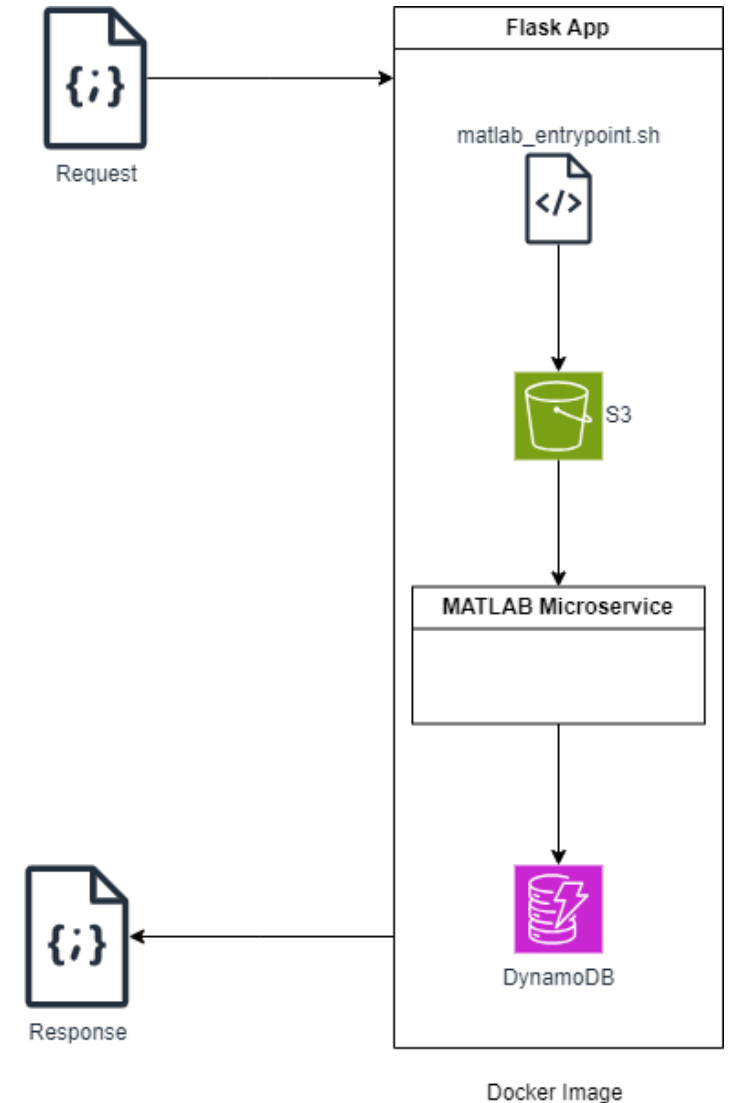 Flask App
{;}
Request
matlab_entrypoint.sh
</>
S3
MATLAB Microservice
DynamoDB
{;}
Response
Docker Image